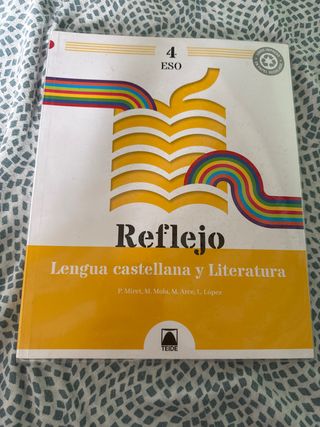 4
ESO
Reflejo
Lengua castellana y Literatura
P. Miret, M. Mola, M. Arce, L. López
TEIDE